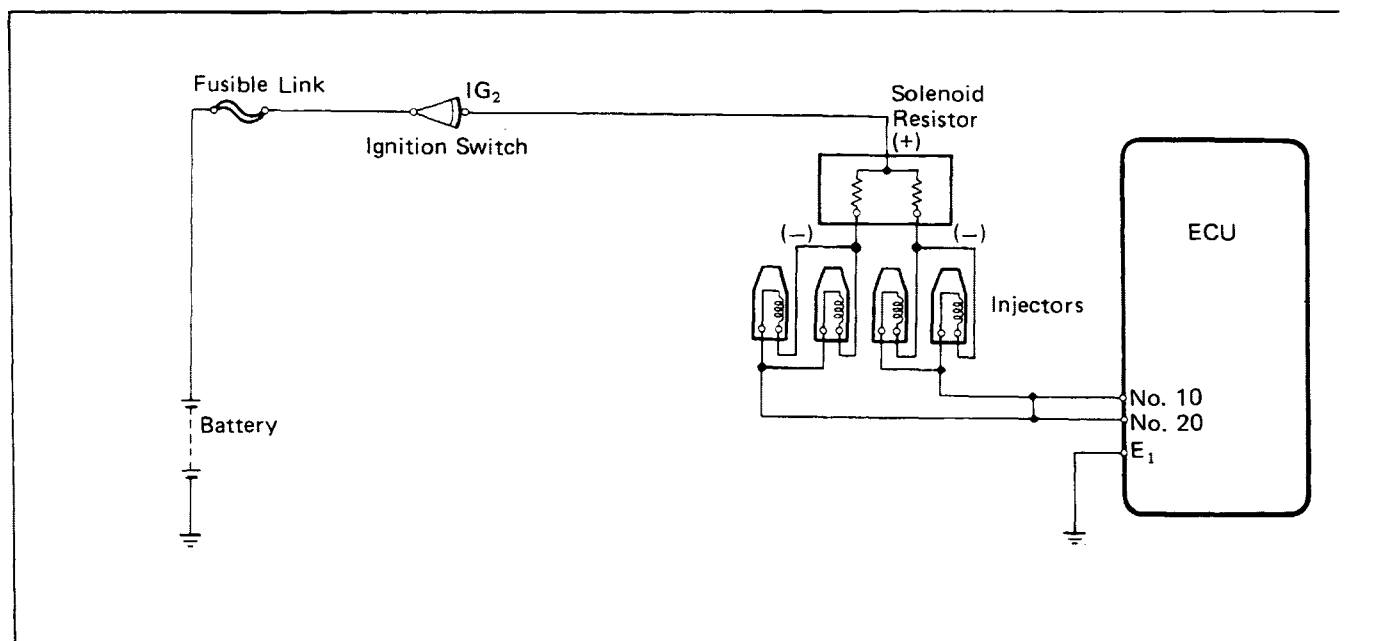 Fusible Link
IG₂
Ignition Switch
Solenoid
Resistor
(+)
(−)
(−)
ECU
Injectors
No. 10
No. 20
E₁
Battery